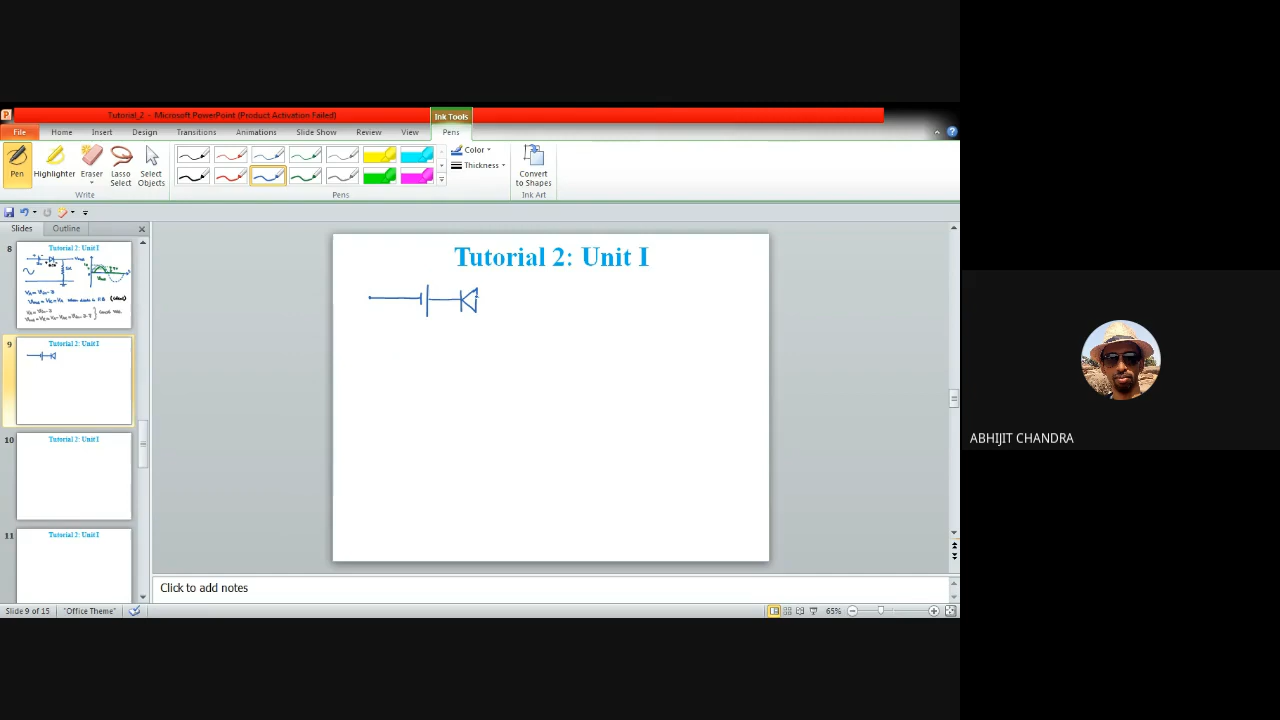 Tutorial_2 - Microsoft PowerPoint (Product Activation Failed)
Ink Tools
File Home Insert Design Transitions Animations Slide Show Review View Pens
Pen Highlighter Eraser Lasso Select Select Objects
Color
Thickness
Convert to Shapes
Write Pens Ink Art
Slides Outline
8
Tutorial 2: Unit I
9
Tutorial 2: Unit I
10
Tutorial 2: Unit I
11
Tutorial 2: Unit I
Tutorial 2: Unit I
Click to add notes
Slide 9 of 15 "Office Theme" 65%
ABHIJIT CHANDRA